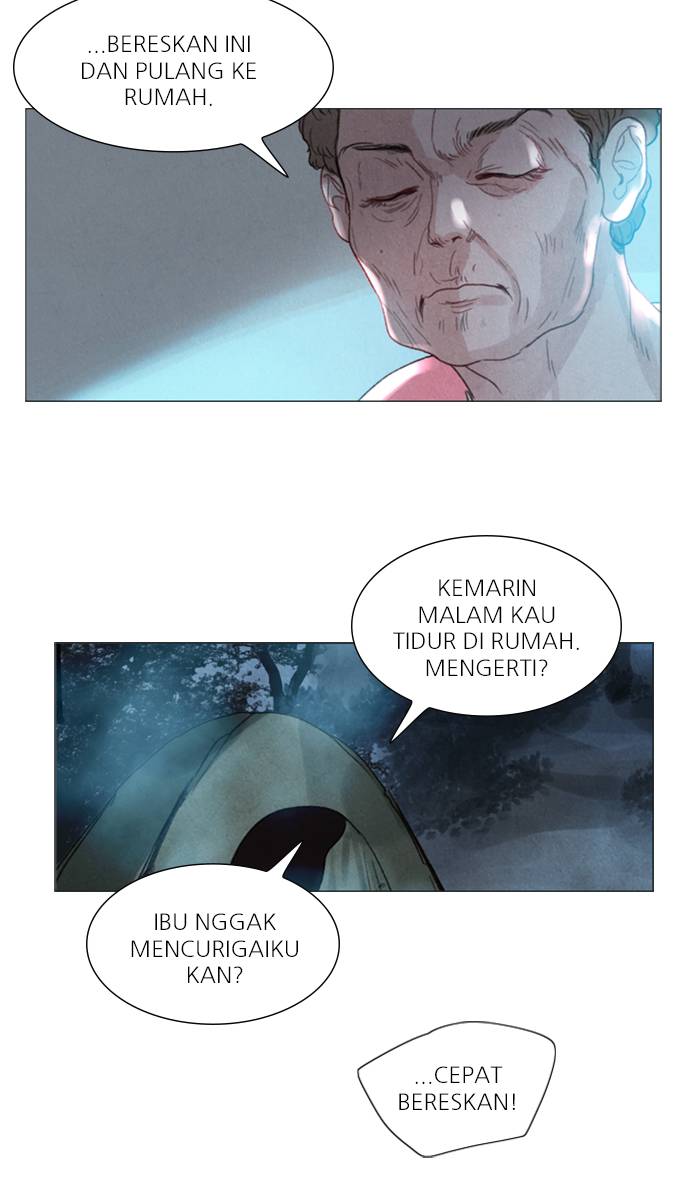 ...BERESKAN INI
DAN PULANG KE
RUMAH.
KEMARIN
MALAM KAU
TIDUR DI RUMAH.
MENGERTI?
IBU NGGAK
MENCURIGAIKU
KAN?
...CEPAT
BERESKAN!